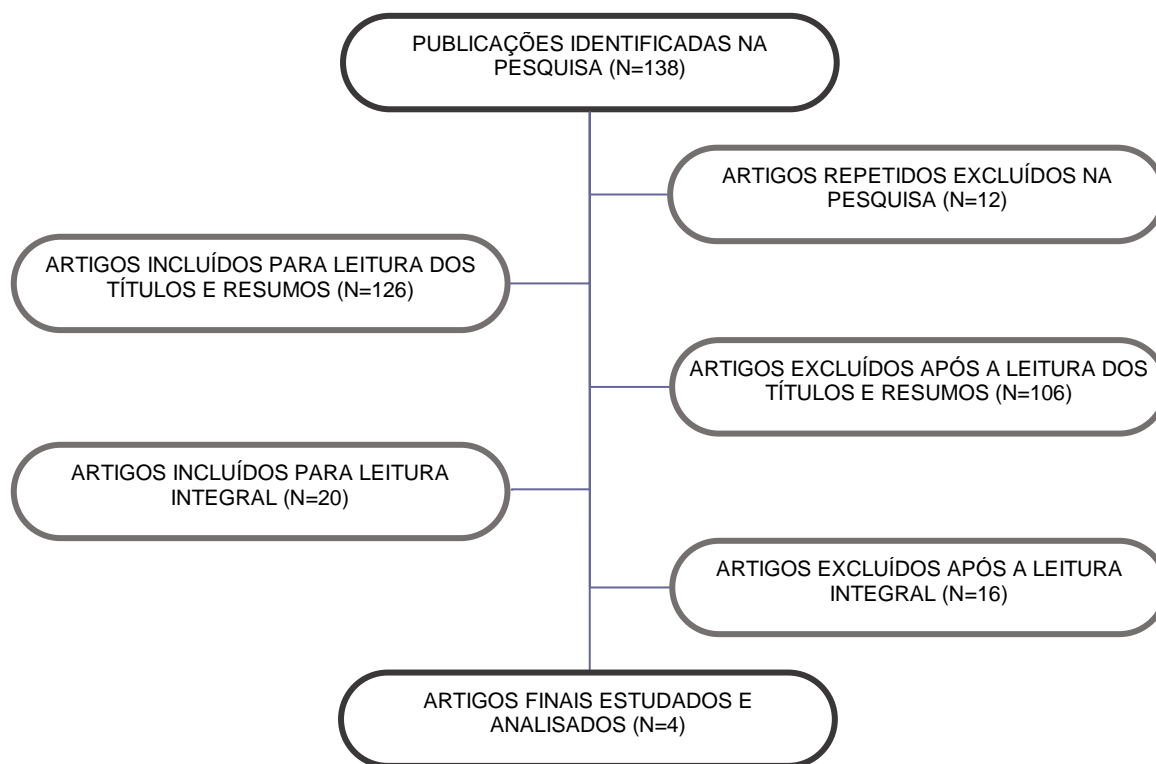 PUBLICAÇÕES IDENTIFICADAS NA
PESQUISA (N=138)
ARTIGOS REPETIDOS EXCLUÍDOS NA
PESQUISA (N=12)
ARTIGOS INCLUÍDOS PARA LEITURA DOS
TÍTULOS E RESUMOS (N=126)
ARTIGOS EXCLUÍDOS APÓS A LEITURA DOS
TÍTULOS E RESUMOS (N=106)
ARTIGOS INCLUÍDOS PARA LEITURA
INTEGRAL (N=20)
ARTIGOS EXCLUÍDOS APÓS A LEITURA
INTEGRAL (N=16)
ARTIGOS FINAIS ESTUDADOS E
ANALISADOS (N=4)